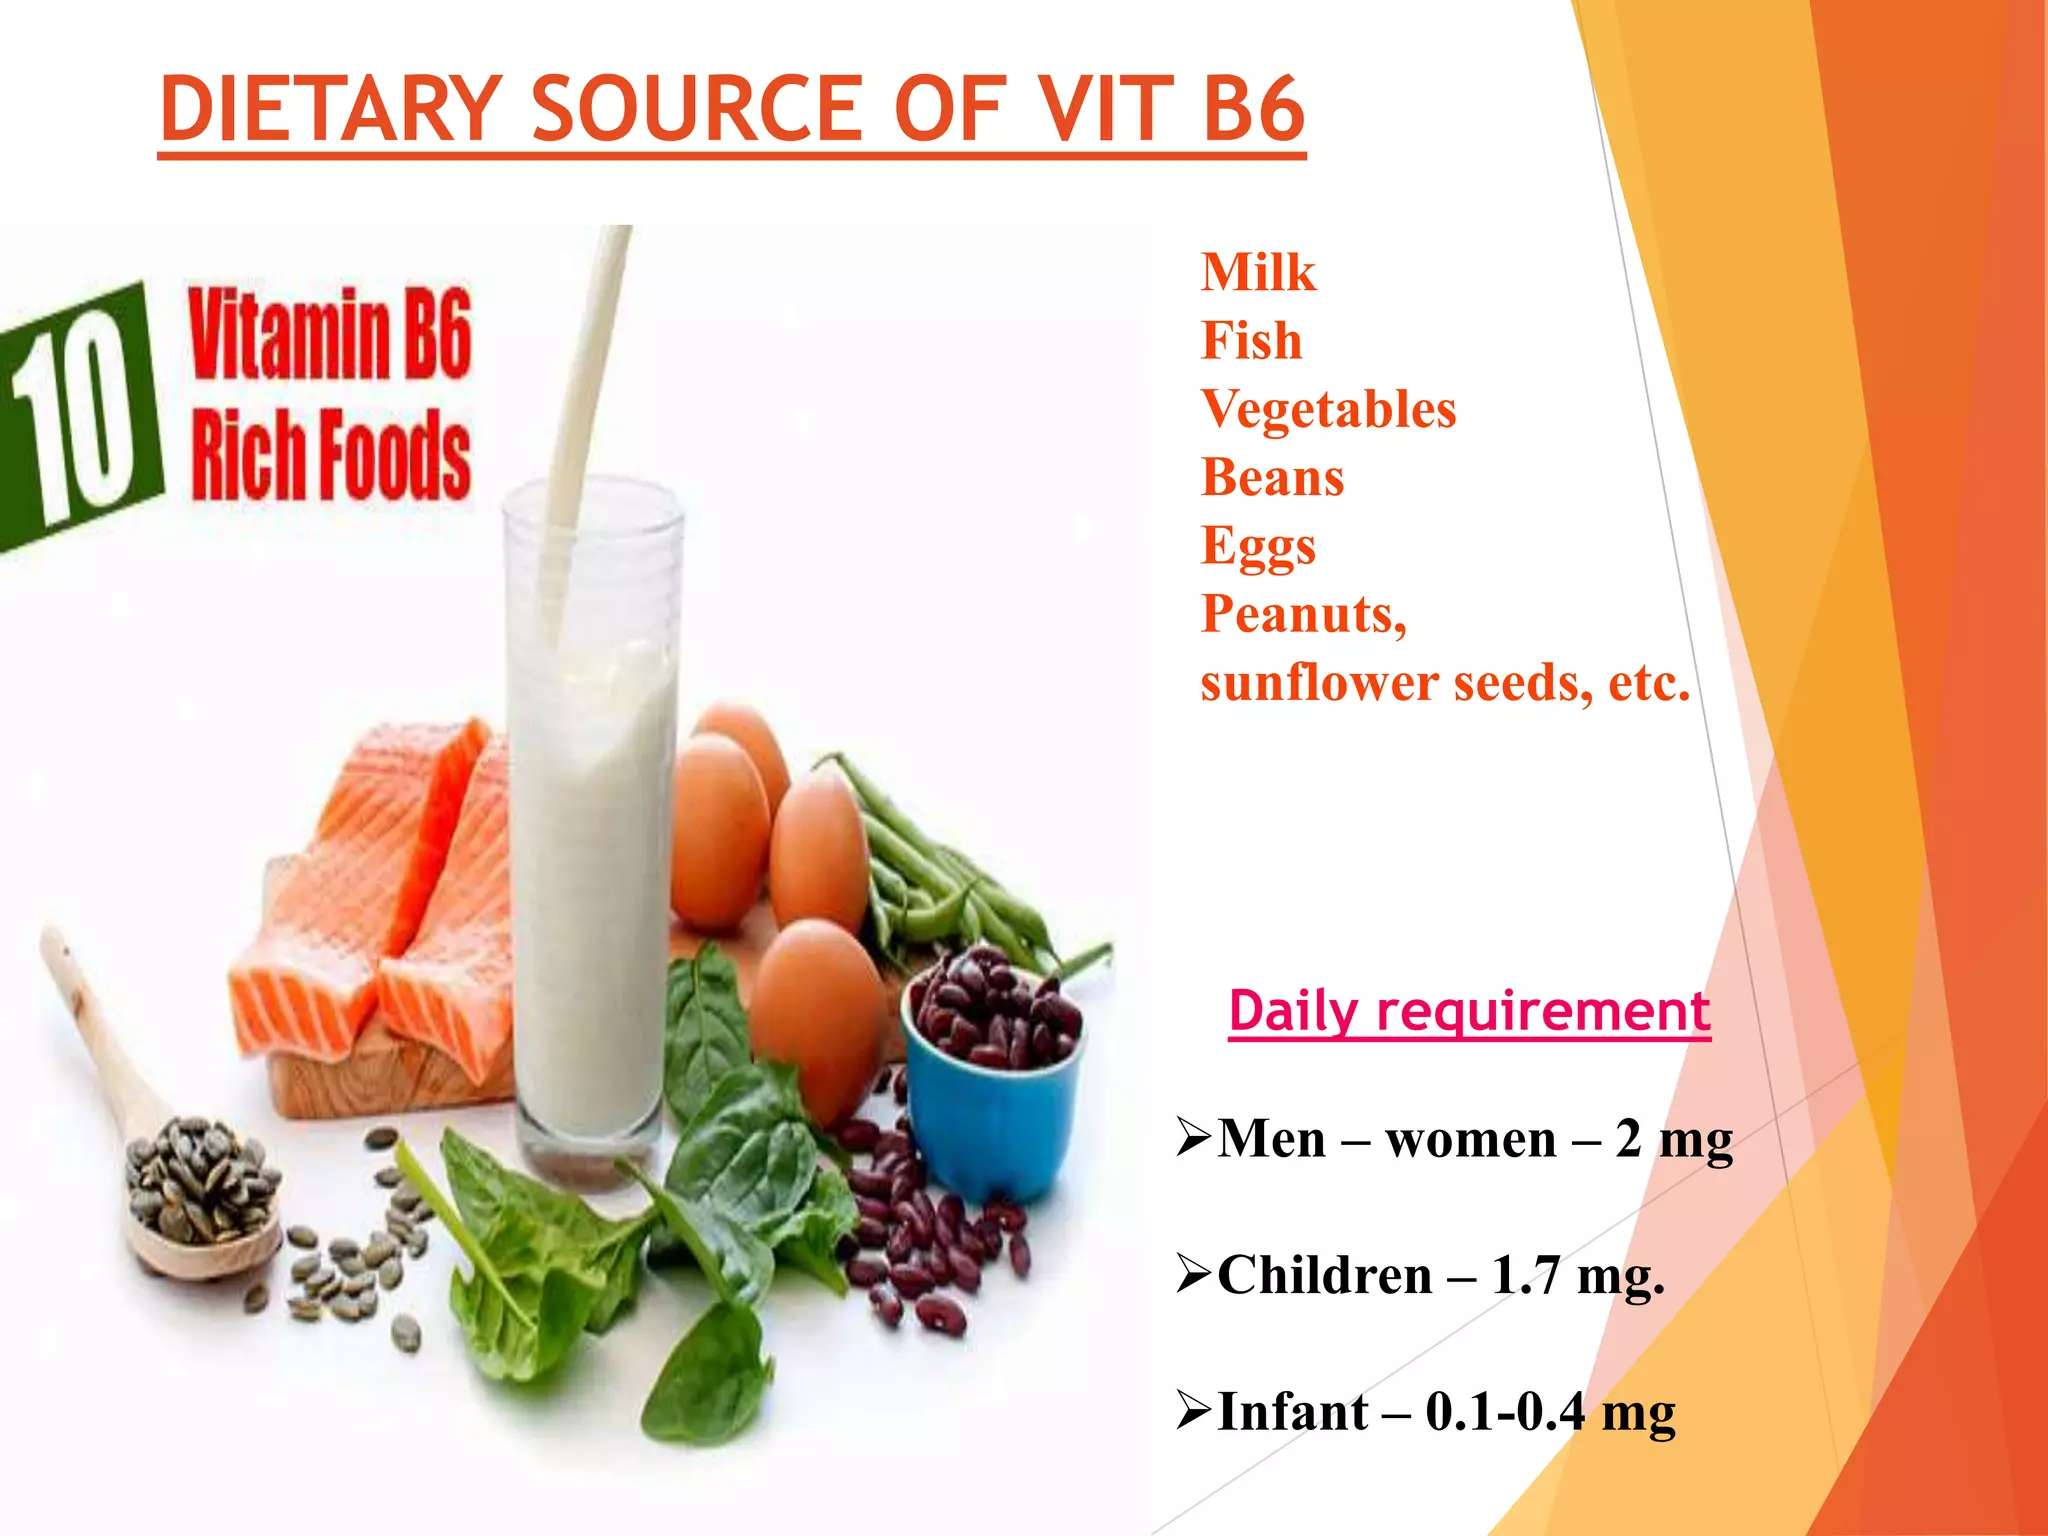 DIETARY SOURCE OF VIT B6
10
Vitamin B6
Rich Foods
Milk
Fish
Vegetables
Beans
Eggs
Peanuts,
sunflower seeds, etc.
Daily requirement
➢Men – women – 2 mg
➢Children – 1.7 mg.
➢Infant – 0.1-0.4 mg